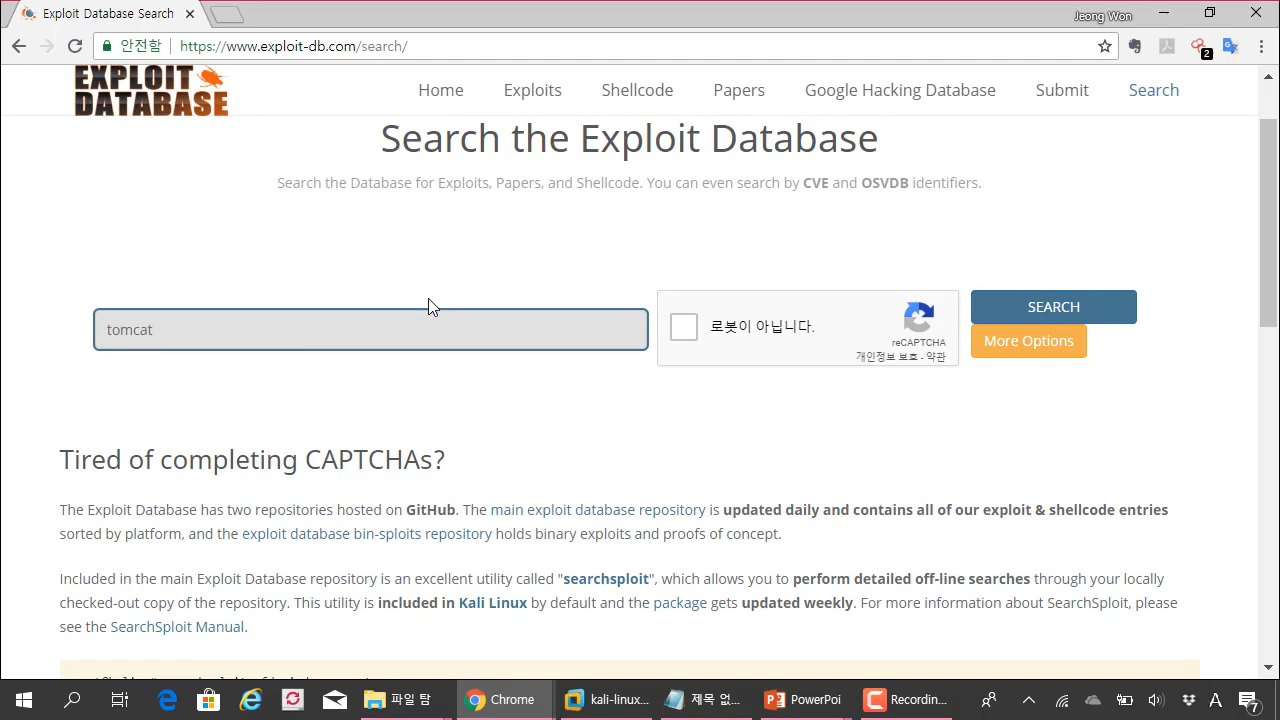 Exploit Database Search
Jeong Won
안전함
https://www.exploit-db.com/search/
2
EXPLOIT
DATABASE
Home
Exploits
Shellcode
Papers
Google Hacking Database
Submit
Search
Search the Exploit Database
Search the Database for Exploits, Papers, and Shellcode. You can even search by CVE and OSVDB identifiers.
tomcat
로봇이 아닙니다.
reCAPTCHA
개인정보 보호 - 약관
SEARCH
More Options
Tired of completing CAPTCHAs?
The Exploit Database has two repositories hosted on GitHub. The main exploit database repository is updated daily and contains all of our exploit & shellcode entries
sorted by platform, and the exploit database bin-sploits repository holds binary exploits and proofs of concept.
Included in the main Exploit Database repository is an excellent utility called "searchsploit", which allows you to perform detailed off-line searches through your locally
checked-out copy of the repository. This utility is included in Kali Linux by default and the package gets updated weekly. For more information about SearchSploit, please
see the SearchSploit Manual.
파일 탐
Chrome
kali-linux...
제목 없...
PowerPoi
Recordin...
A
7